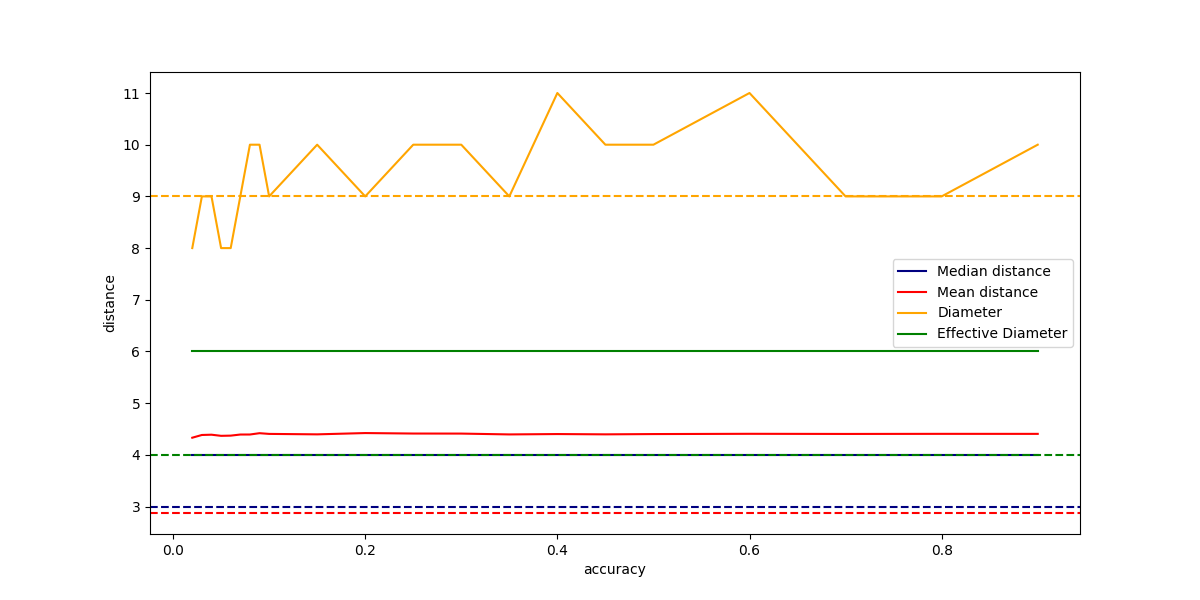 11
10
9
8
7
6
5
4
3
distance
Median distance
Mean distance
Diameter
Effective Diameter
0.0 0.2 0.4 0.6 0.8
accuracy